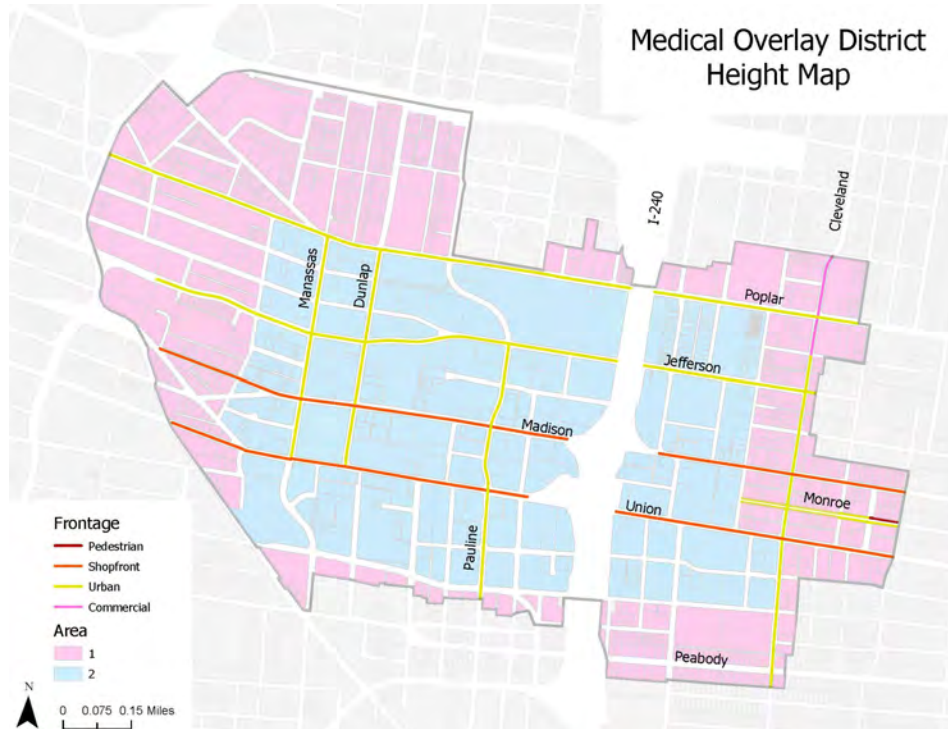 Medical Overlay District
Height Map
Cleveland
I-240
Manassas
Dunlap
Poplar
Jefferson
Madison
Monroe
Union
Pauline
Peabody
Frontage
Pedestrian
Shopfront
Urban
Commercial
Area
1
2
N
0 0.075 0.15 Miles